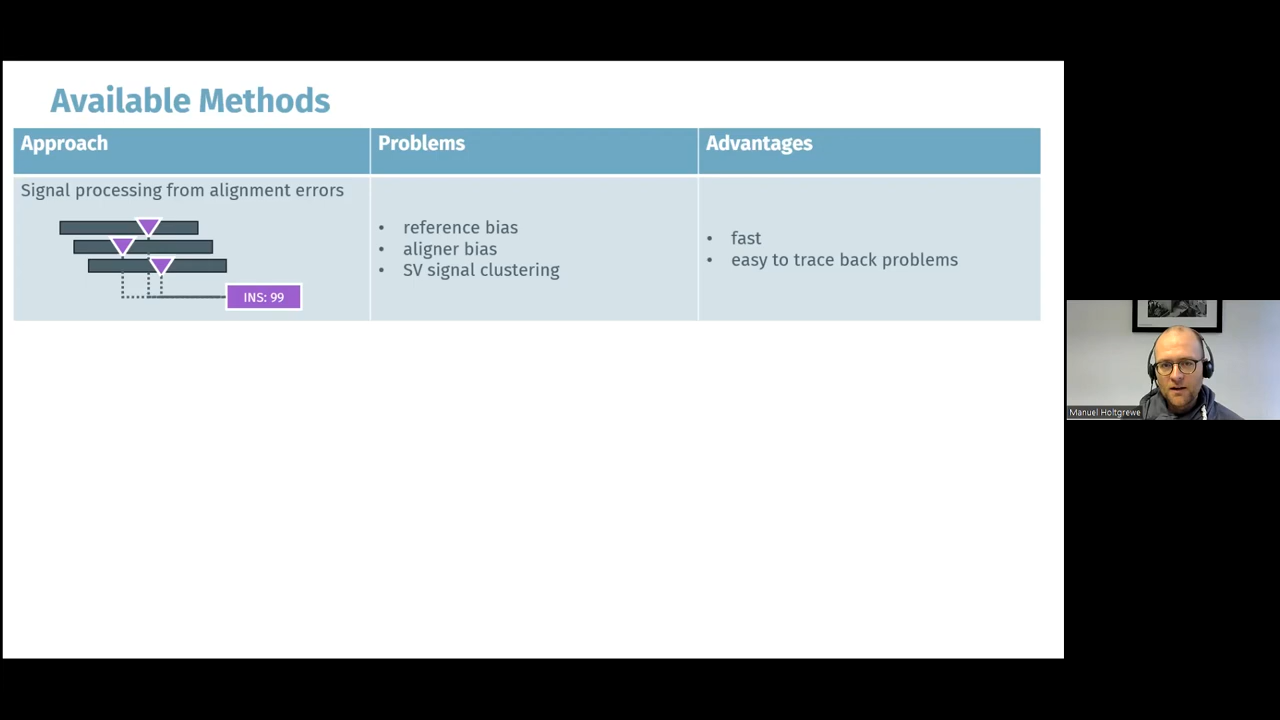 Available Methods
Approach
Problems
Advantages
Signal processing from alignment errors
INS: 99
• reference bias
• aligner bias
• SV signal clustering
• fast
• easy to trace back problems
Manuel Holtgrewe